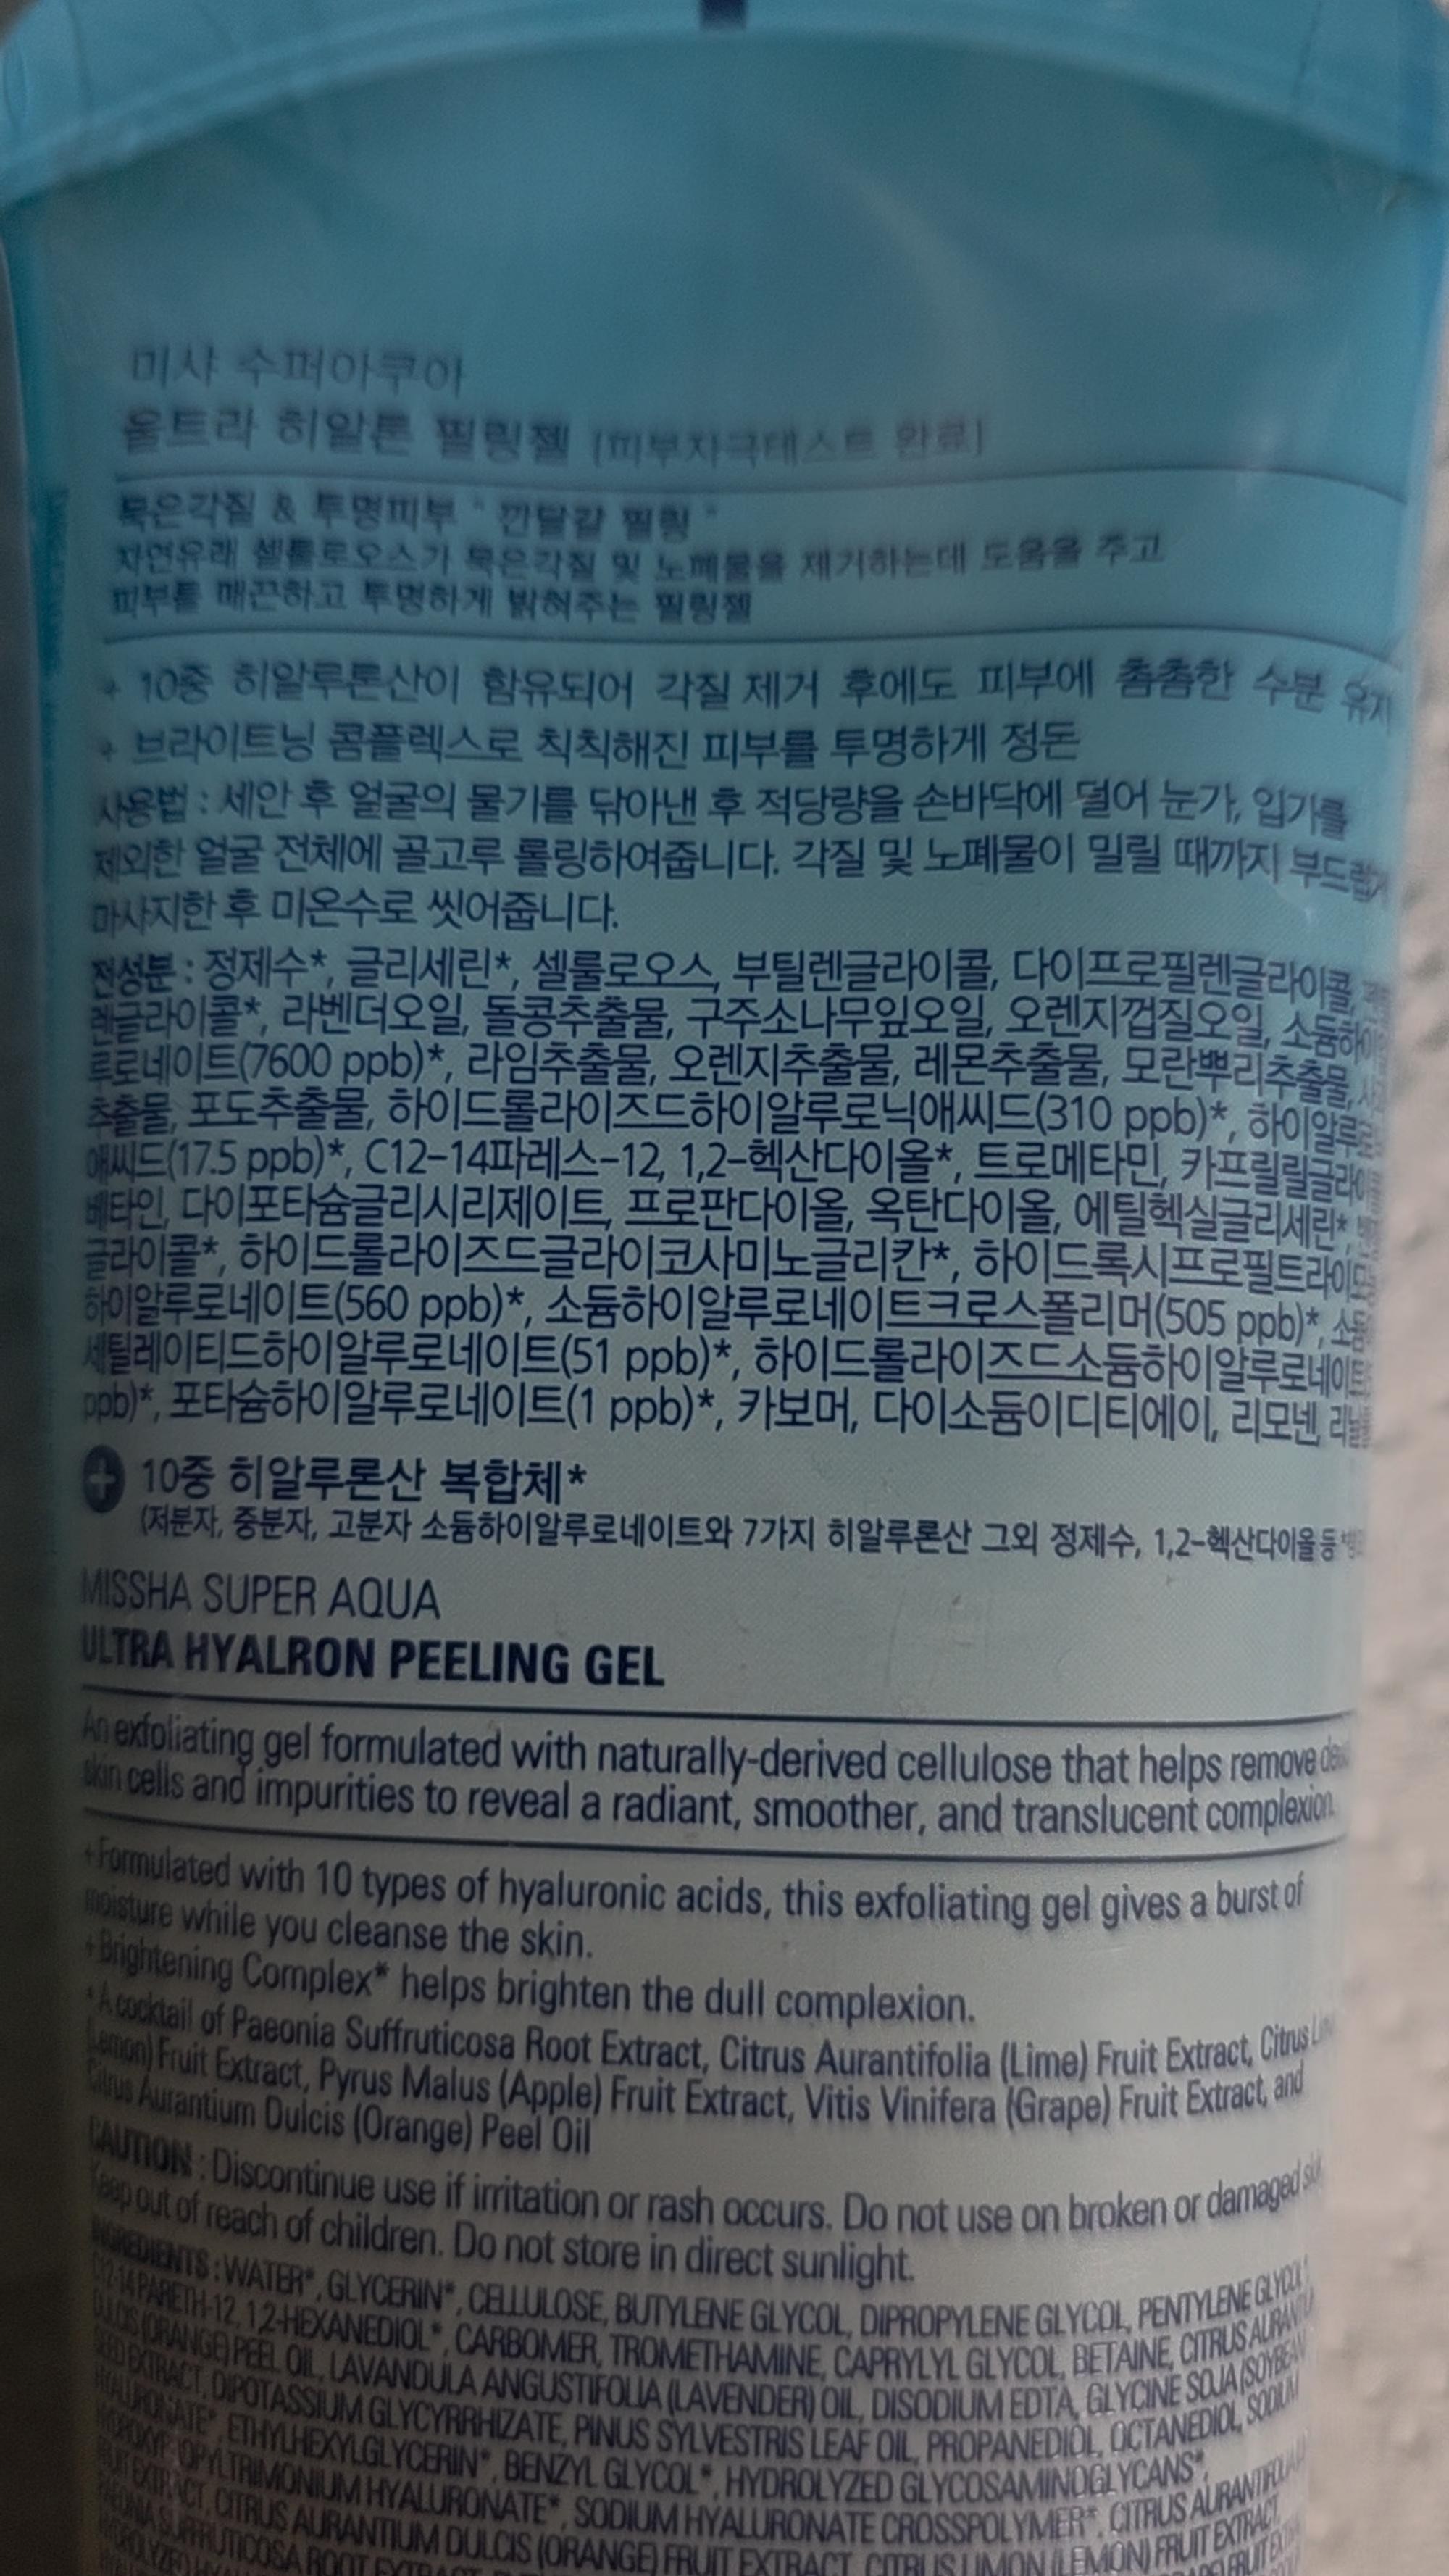 미샤 수퍼아쿠아
울트라 히알론 필링젤 [피부자극테스트 완료]
묵은각질 & 투명피부 " 깐달걀 필링 "
자연유래 셀룰로오스가 묵은각질 및 노폐물을 제거하는데 도움을 주고
피부를 매끈하고 투명하게 밝혀주는 필링젤
+ 10중 히알루론산이 함유되어 각질 제거 후에도 피부에 촘촘한 수분 유지
+ 브라이트닝 콤플렉스로 칙칙해진 피부를 투명하게 정돈
사용법 : 세안 후 얼굴의 물기를 닦아낸 후 적당량을 손바닥에 덜어 눈가, 입가를
제외한 얼굴 전체에 골고루 롤링하여줍니다. 각질 및 노폐물이 밀릴 때까지 부드럽게
마사지한 후 미온수로 씻어줍니다.
전성분 : 정제수*, 글리세린*, 셀룰로오스, 부틸렌글라이콜, 다이프로필렌글라이콜,
렌글라이콜*, 라벤더오일, 돌콩추출물, 구주소나무잎오일, 오렌지껍질오일, 소듐하이알
루로네이트(7600 ppb)*, 라임추출물, 오렌지추출물, 레몬추출물, 모란뿌리추출물,
추출물, 포도추출물, 하이드롤라이즈드하이알루로닉애씨드(310 ppb)*, 하이알루로닉
애씨드(17.5 ppb)*, C12-14파레스-12, 1,2-헥산다이올*, 트로메타민, 카프릴릴글라이콜
베타인, 다이포타슘글리시리제이트, 프로판다이올, 옥탄다이올, 에틸헥실글리세린*,
글라이콜*, 하이드롤라이즈드글라이코사미노글리칸*, 하이드록시프로필트라이모늄
하이알루로네이트(560 ppb)*, 소듐하이알루로네이트크로스폴리머(505 ppb)*, 소듐
세틸레이티드하이알루로네이트(51 ppb)*, 하이드롤라이즈드소듐하이알루로네이트
ppb)*, 포타슘하이알루로네이트(1 ppb)*, 카보머, 다이소듐이디티에이, 리모넨, 리날
+ 10중 히알루론산 복합체*
(저분자, 중분자, 고분자 소듐하이알루로네이트와 7가지 히알루론산 그외 정제수, 1,2-헥산다이올 등
MISSHA SUPER AQUA
ULTRA HYALRON PEELING GEL
An exfoliating gel formulated with naturally-derived cellulose that helps remove dead
skin cells and impurities to reveal a radiant, smoother, and translucent complexion.
+Formulated with 10 types of hyaluronic acids, this exfoliating gel gives a burst of
moisture while you cleanse the skin.
+Brightening Complex* helps brighten the dull complexion.
* A cocktail of Paeonia Suffruticosa Root Extract, Citrus Aurantifolia (Lime) Fruit Extract, Citrus
(Lemon) Fruit Extract, Pyrus Malus (Apple) Fruit Extract, Vitis Vinifera (Grape) Fruit Extract, and
Citrus Aurantium Dulcis (Orange) Peel Oil
CAUTION : Discontinue use if irritation or rash occurs. Do not use on broken or damaged skin.
Keep out of reach of children. Do not store in direct sunlight.
INGREDIENTS : WATER*, GLYCERIN*, CELLULOSE, BUTYLENE GLYCOL, DIPROPYLENE GLYCOL, PENTYLENE GLYCOL*,
C12-14 PARETH-12, 1,2-HEXANEDIOL*, CARBOMER, TROMETHAMINE, CAPRYLYL GLYCOL, BETAINE, CITRUS AURANTIUM
DULCIS (ORANGE) PEEL OIL, LAVANDULA ANGUSTIFOLIA (LAVENDER) OIL, DISODIUM EDTA, GLYCINE SOJA (SOYBEAN)
SEED EXTRACT, DIPOTASSIUM GLYCYRRHIZATE, PINUS SYLVESTRIS LEAF OIL, PROPANEDIOL, OCTANEDIOL, SODIUM
HYALURONATE*, ETHYLHEXYLGLYCERIN*, BENZYL GLYCOL*, HYDROLYZED GLYCOSAMINOGLYCANS*,
HYDROXYPROPYLTRIMONIUM HYALURONATE*, SODIUM HYALURONATE CROSSPOLYMER*, CITRUS AURANTIFOLIA
FRUIT EXTRACT, CITRUS AURANTIUM DULCIS (ORANGE) FRUIT EXTRACT, CITRUS LIMON (LEMON) FRUIT EXTRACT,
PAEONIA SUFFRUTICOSA ROOT EXTRACT, FRUIT